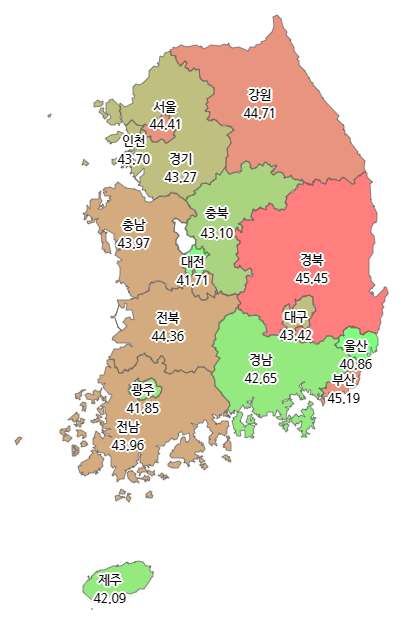 강원
44.71
서울
44.41
인천
43.70
경기
43.27
충북
43.10
충남
43.97
대전
41.71
경북
45.45
전북
44.36
대구
43.42
울산
40.86
경남
42.65
부산
45.19
광주
41.85
전남
43.96
제주
42.09